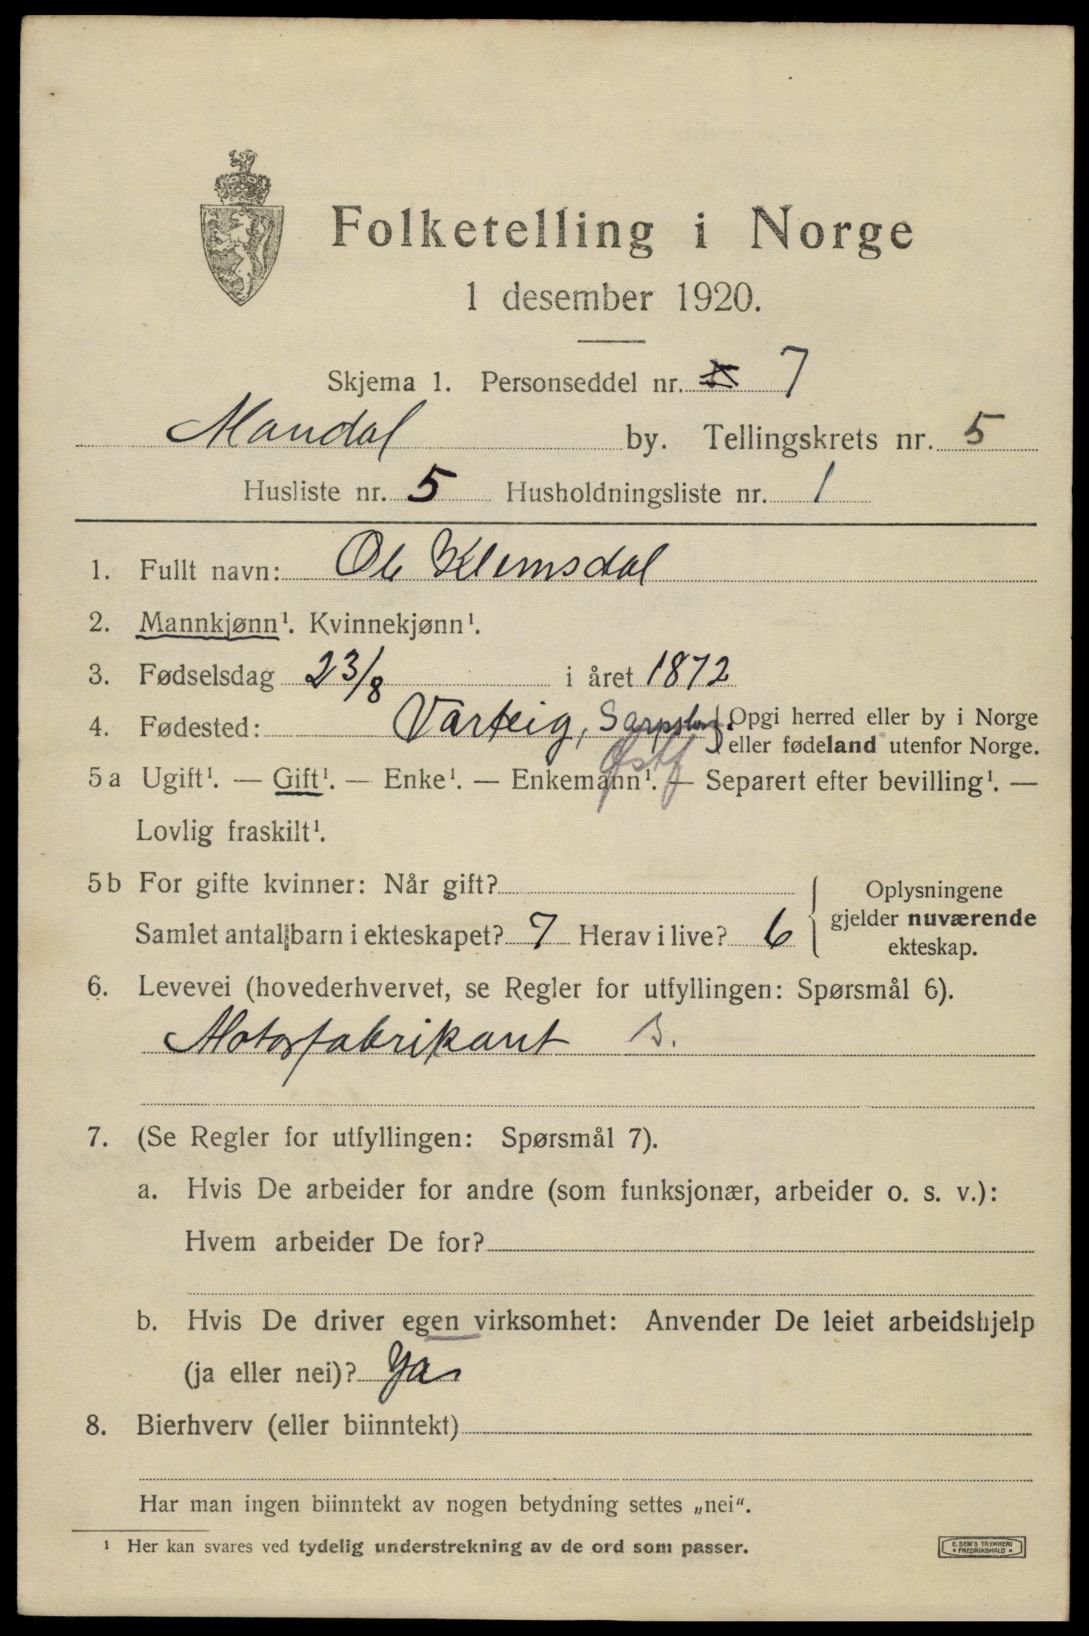 Folketelling i Norge
1 desember 1920.
Skjema 1. Personseddel nr. 7
Mandal by. Tellingskrets nr. 5
Husliste nr. 5 Husholdningsliste nr. 1
1. Fullt navn: Ole Klemsdal
2. Mannkjønn¹. Kvinnekjønn¹.
3. Fødselsdag 23/8 i året 1872
4. Fødested: Varteig, Sarpsborg. { Opgi herred eller by i Norge
eller fødeland utenfor Norge.
Østf
5a Ugift¹. — Gift¹. — Enke¹. — Enkemann¹. — Separert efter bevilling¹. —
Lovlig fraskilt¹.
5b For gifte kvinner: Når gift?
Samlet antall barn i ekteskapet? 7 Herav i live? 6
{ Oplysningene
gjelder nuværende
ekteskap.
6. Levevei (hovederhvervet, se Regler for utfyllingen: Spørsmål 6).
Motorfabrikant
7. (Se Regler for utfyllingen: Spørsmål 7).
a. Hvis De arbeider for andre (som funksjonær, arbeider o. s. v.):
Hvem arbeider De for?
b. Hvis De driver egen virksomhet: Anvender De leiet arbeidshjelp
(ja eller nei)? Ja
8. Bierhverv (eller biinntekt)
Har man ingen biinntekt av nogen betydning settes „nei“.
¹ Her kan svares ved tydelig understrekning av de ord som passer.
E. SEM'S TRYKKERI
• FREDRIKSHALD •